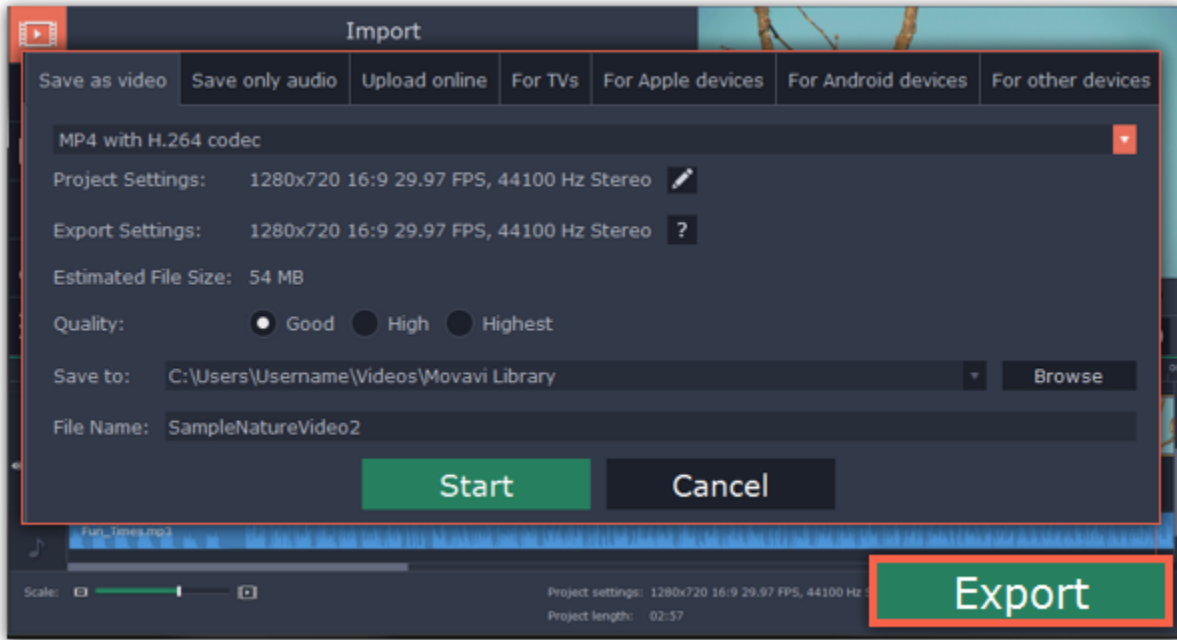 Import
Save as video Save only audio Upload online For TVs For Apple devices For Android devices For other devices
MP4 with H.264 codec
Project Settings: 1280x720 16:9 29.97 FPS, 44100 Hz Stereo
Export Settings: 1280x720 16:9 29.97 FPS, 44100 Hz Stereo ?
Estimated File Size: 54 MB
Quality: Good High Highest
Save to: C:\Users\Username\Videos\Movavi Library Browse
File Name: SampleNatureVideo2
Start Cancel
Fun_Times.mp3
Scale: Project settings: 1280x720 16:9 29.97 FPS, 44100 Hz
Project length: 02:57
Export